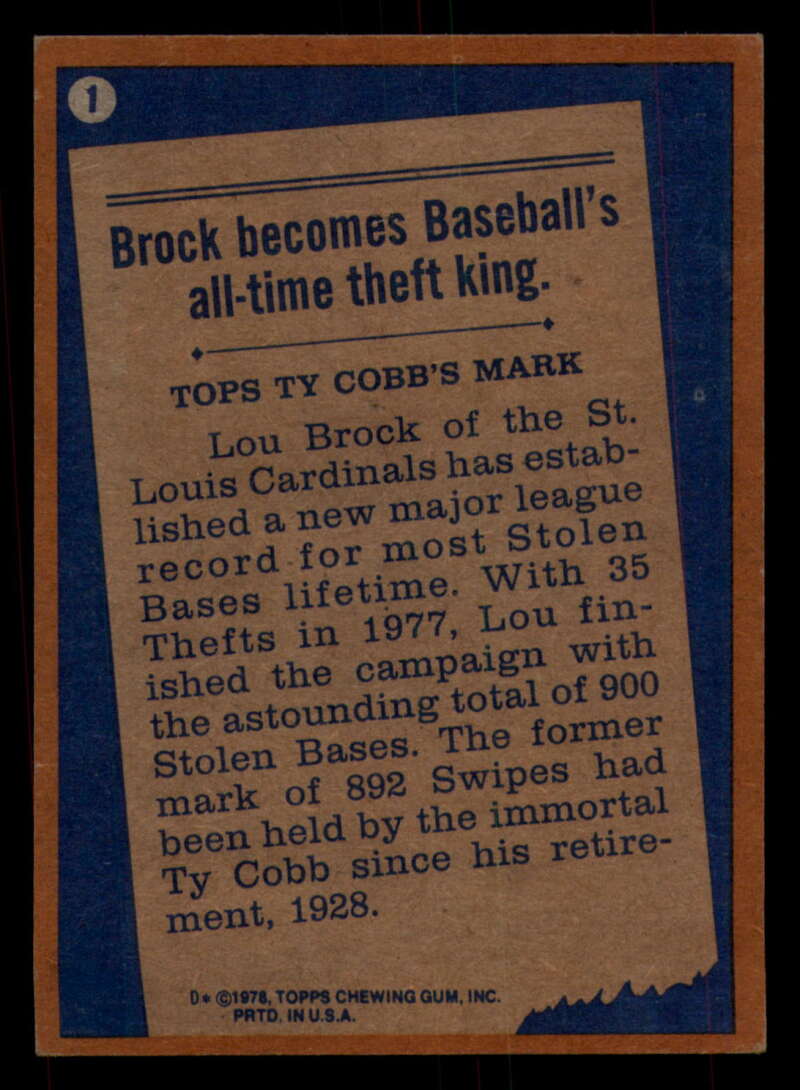 1
Brock becomes Baseball's
all-time theft king.
TOPS TY COBB'S MARK
Lou Brock of the St.
Louis Cardinals has estab-
lished a new major league
record for most Stolen
Bases lifetime. With 35
Thefts in 1977, Lou fin-
ished the campaign with
the astounding total of 900
Stolen Bases. The former
mark of 892 Swipes had
been held by the immortal
Ty Cobb since his retire-
ment, 1928.
D* ©1978, TOPPS CHEWING GUM, INC.
PRTD. IN U.S.A.